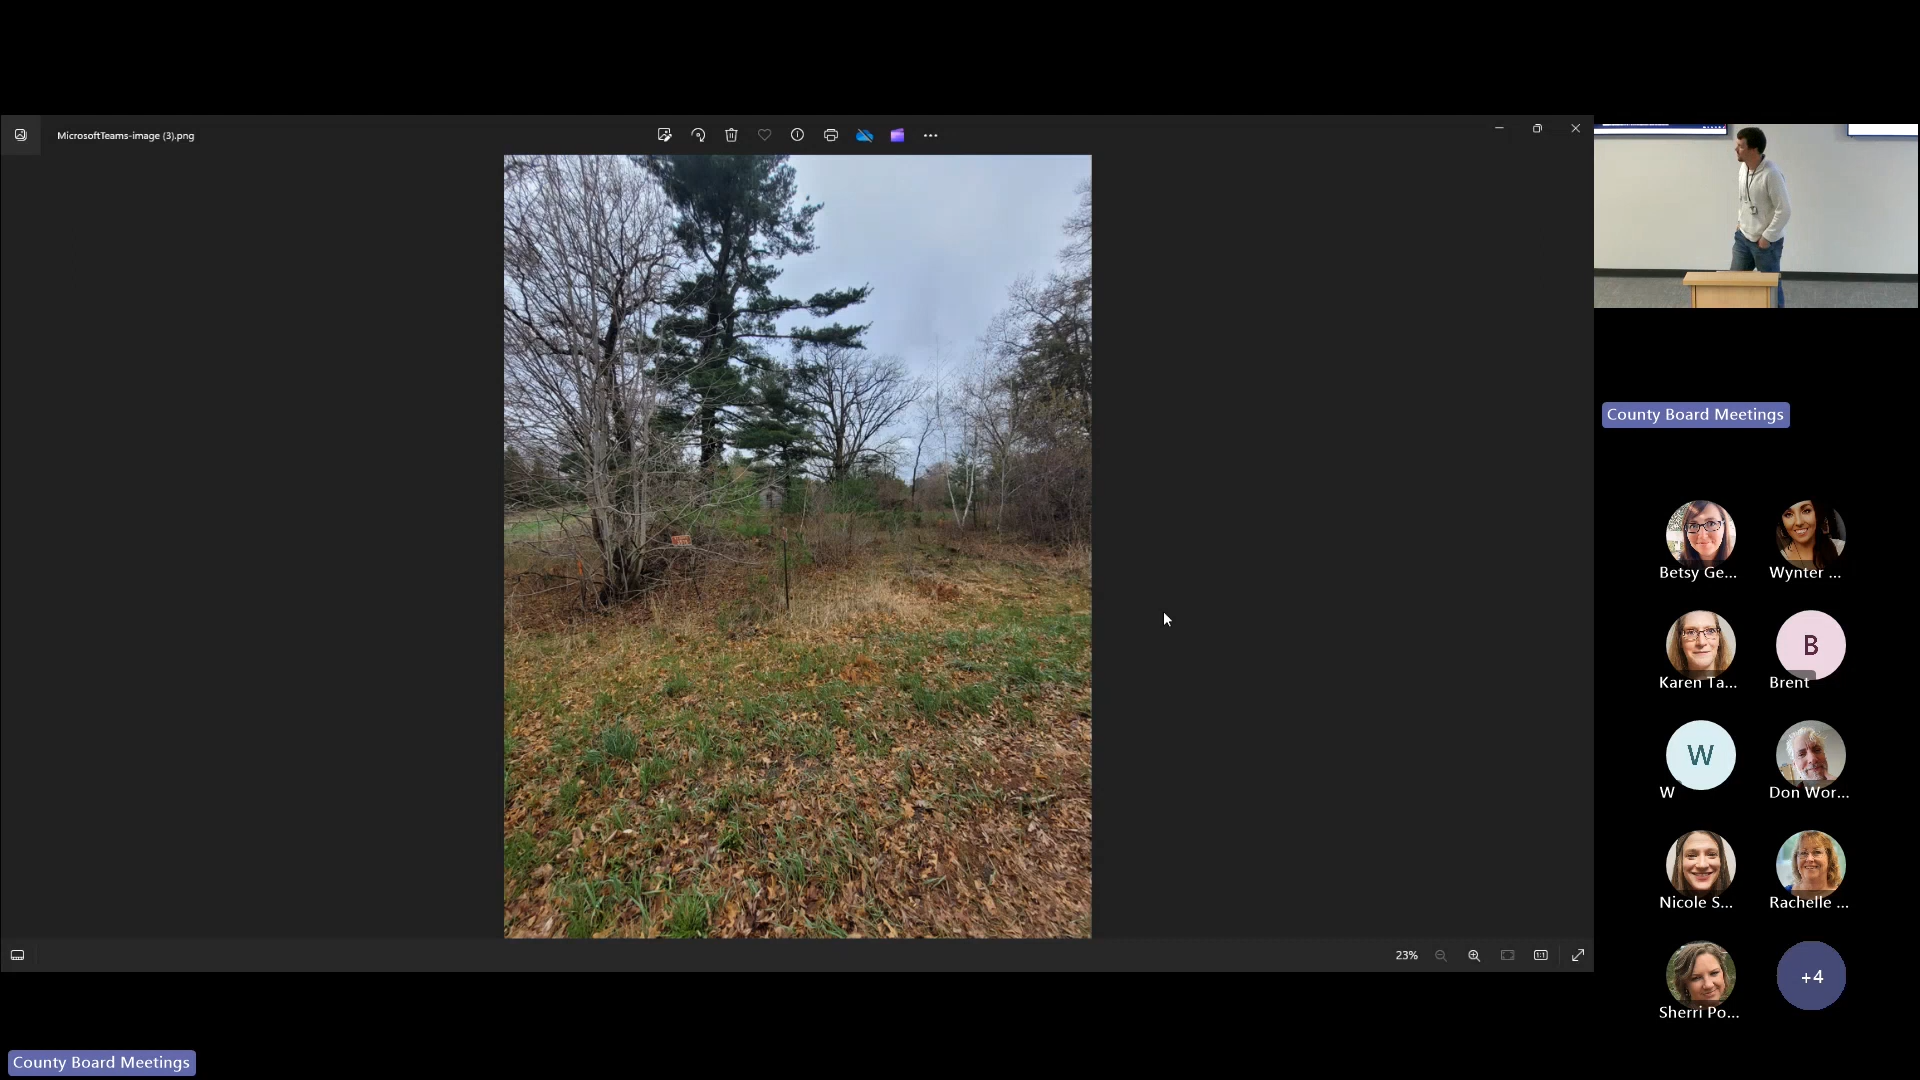 MicrosoftTeams-image (3).png
County Board Meetings
Betsy Ge...
Wynter ...
Karen Ta...
B
Brent
W
W
Don Wor...
Nicole S...
Rachelle ...
Sherri Po...
+4
23%
County Board Meetings